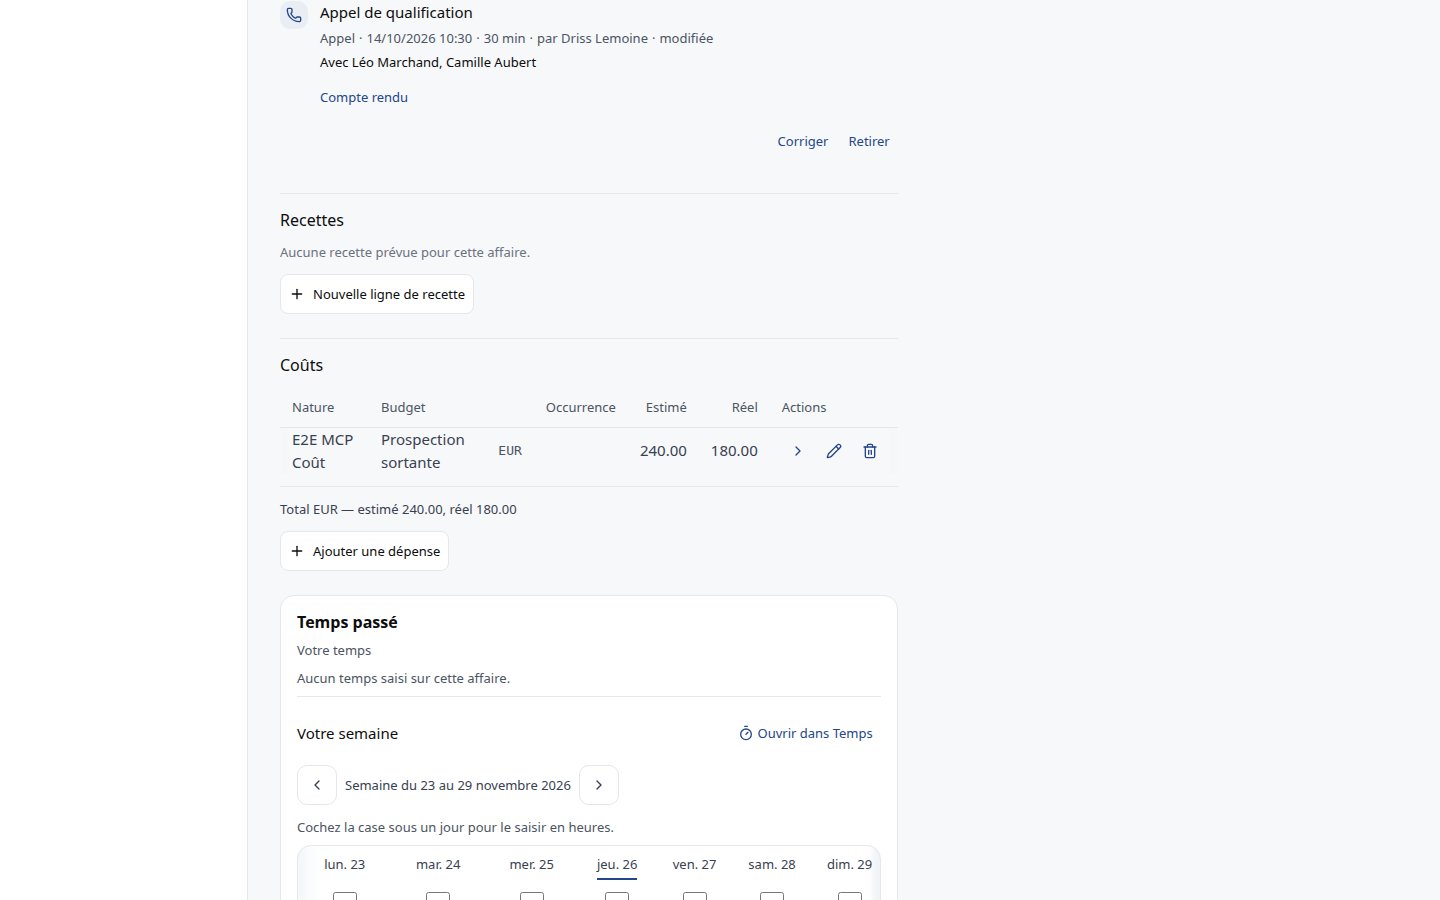 Appel de qualification
Appel · 14/10/2026 10:30 · 30 min · par Driss Lemoine · modifiée
Avec Léo Marchand, Camille Aubert
Compte rendu
Corriger Retirer
Recettes
Aucune recette prévue pour cette affaire.
Nouvelle ligne de recette
Coûts
Nature Budget Occurrence Estimé Réel Actions
E2E MCP Coût Prospection sortante EUR 240.00 180.00
Total EUR — estimé 240.00, réel 180.00
Ajouter une dépense
Temps passé
Votre temps
Aucun temps saisi sur cette affaire.
Votre semaine Ouvrir dans Temps
Semaine du 23 au 29 novembre 2026
Cochez la case sous un jour pour le saisir en heures.
lun. 23 mar. 24 mer. 25 jeu. 26 ven. 27 sam. 28 dim. 29